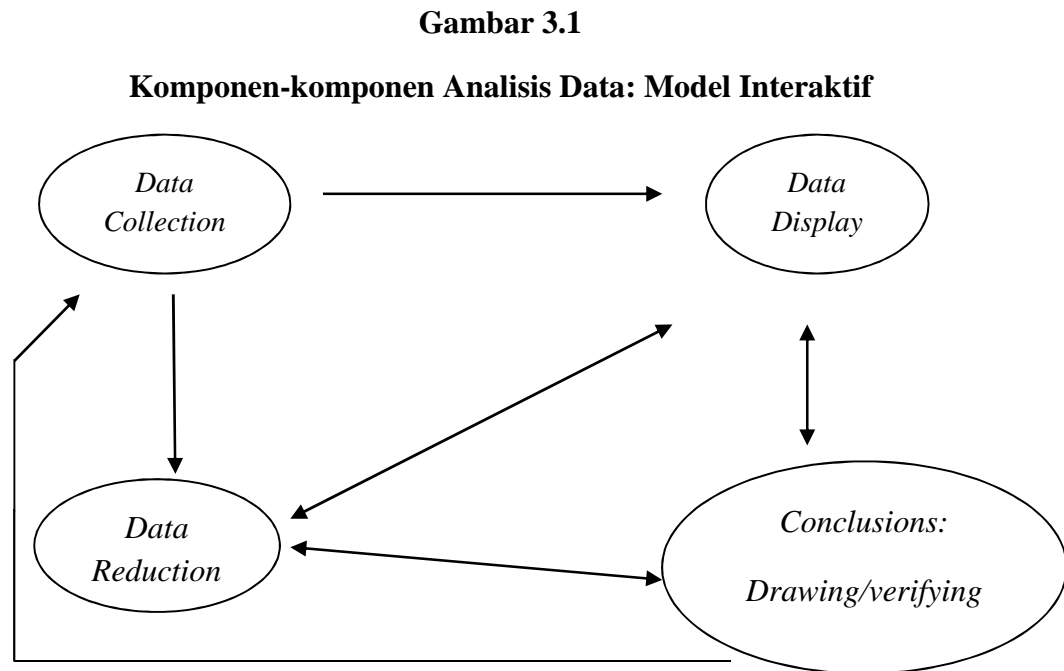 Gambar 3.1
Komponen-komponen Analisis Data: Model Interaktif
Data
Collection
Data
Display
Data
Reduction
Conclusions:
Drawing/verifying